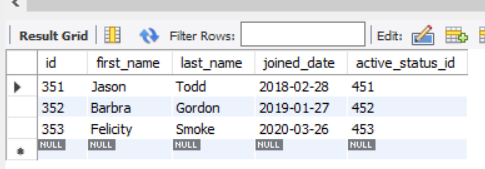 Result Grid Filter Rows: Edit:
id first_name last_name joined_date active_status_id
351 Jason Todd 2018-02-28 451
352 Barbra Gordon 2019-01-27 452
353 Felicity Smoke 2020-03-26 453
NULL NULL NULL NULL NULL